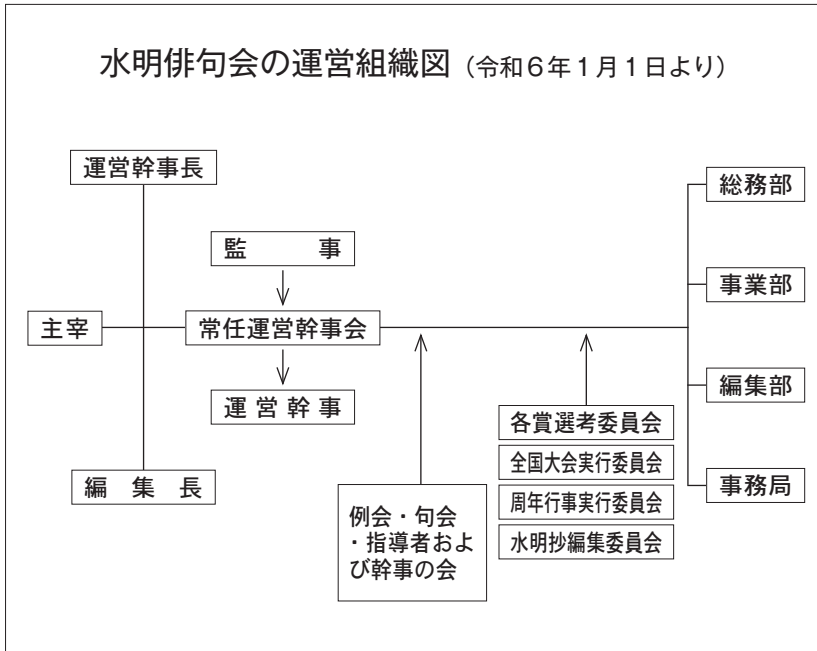 水明俳句会の運営組織図（令和６年１月１日より）
運営幹事長
監　　事
主宰
常任運営幹事会
運営幹事
編集長
例会・句会
・指導者およ
び幹事の会
各賞選考委員会
全国大会実行委員会
周年行事実行委員会
水明抄編集委員会
総務部
事業部
編集部
事務局